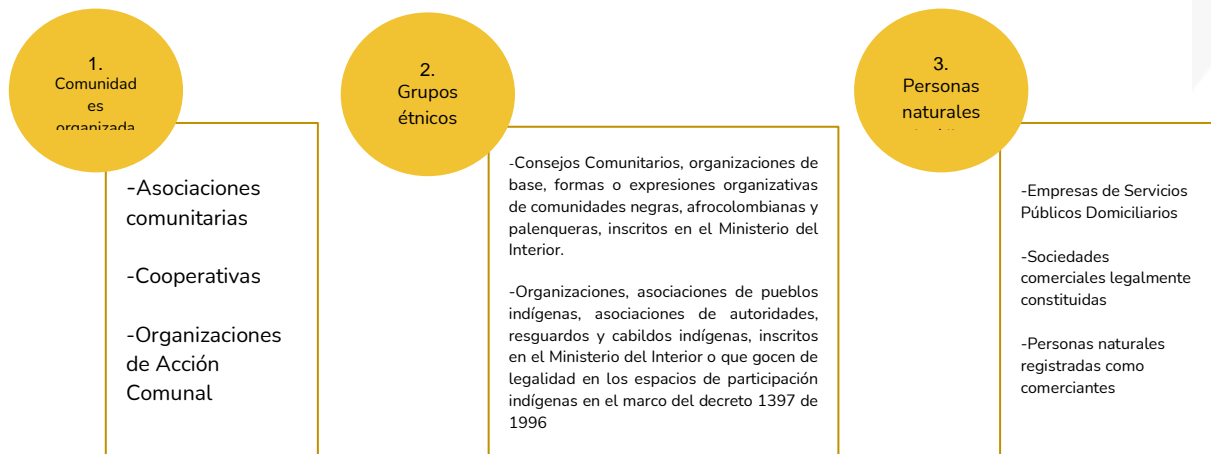 1.
Comunidad
es
organizada
-Asociaciones
comunitarias
-Cooperativas
-Organizaciones
de Acción
Comunal
2.
Grupos
étnicos
-Consejos Comunitarios, organizaciones de
base, formas o expresiones organizativas
de comunidades negras, afrocolombianas y
palenqueras, inscritos en el Ministerio del
Interior.
-Organizaciones, asociaciones de pueblos
indígenas, asociaciones de autoridades,
resguardos y cabildos indígenas, inscritos
en el Ministerio del Interior o que gocen de
legalidad en los espacios de participación
indígenas en el marco del decreto 1397 de
1996
3.
Personas
naturales
-Empresas de Servicios
Públicos Domiciliarios
-Sociedades
comerciales legalmente
constituidas
-Personas naturales
registradas como
comerciantes